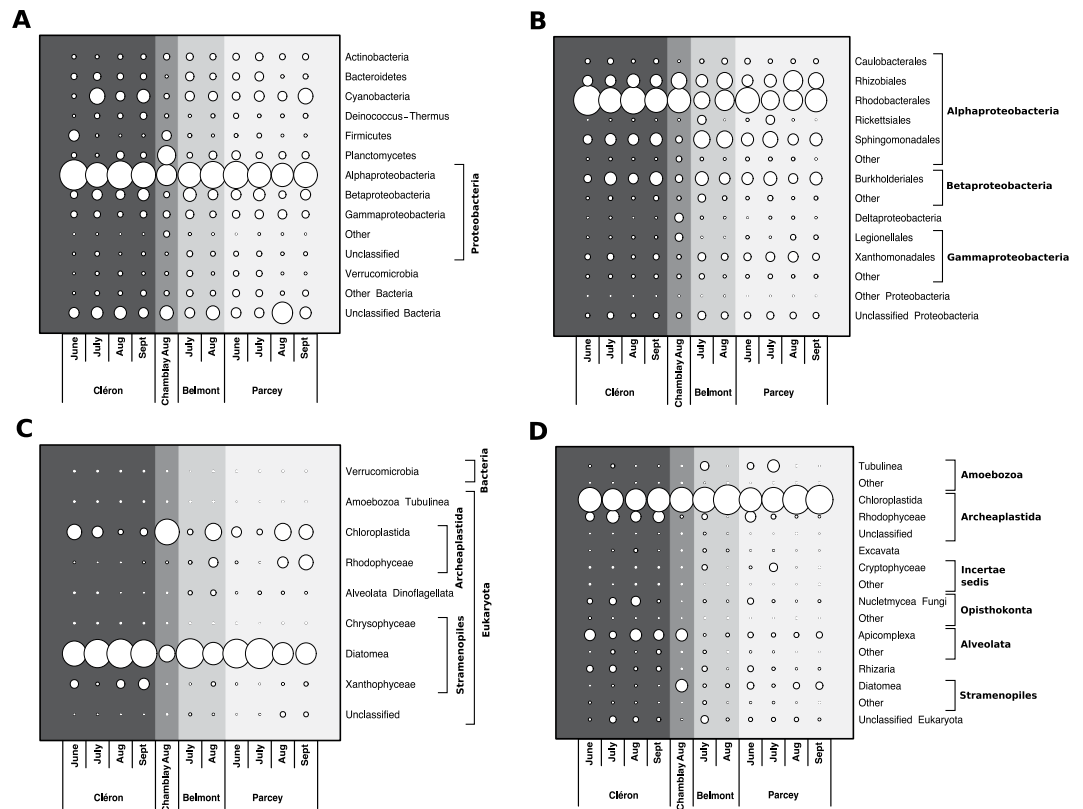 A
Actinobacteria
Bacteroidetes
Cyanobacteria
Deinococcus-Thermus
Firmicutes
Planctomycetes
Alphaproteobacteria
Betaproteobacteria
Gammaproteobacteria
Other
Unclassified
Verrucomicrobia
Other Bacteria
Unclassified Bacteria
Proteobacteria
June July Aug Sept Chamblay Aug July Aug June July Aug Sept
Cléron Belmont Parcey
B
Caulobacterales
Rhizobiales
Rhodobacterales
Rickettsiales
Sphingomonadales
Other
Burkholderiales
Other
Deltaproteobacteria
Legionellales
Xanthomonadales
Other
Other Proteobacteria
Unclassified Proteobacteria
Alphaproteobacteria
Betaproteobacteria
Gammaproteobacteria
June July Aug Sept Chamblay Aug July Aug June July Aug Sept
Cléron Belmont Parcey
C
Verrucomicrobia
Amoebozoa Tubulinea
Chloroplastida
Rhodophyceae
Alveolata Dinoflagellata
Chrysophyceae
Diatomea
Xanthophyceae
Unclassified
Bacteria
Archeaplastida
Stramenopiles
Eukaryota
June July Aug Sept Chamblay Aug July Aug June July Aug Sept
Cléron Belmont Parcey
D
Tubulinea
Other
Chloroplastida
Rhodophyceae
Unclassified
Excavata
Cryptophyceae
Other
Nucletmycea Fungi
Other
Apicomplexa
Other
Rhizaria
Diatomea
Other
Unclassified Eukaryota
Amoebozoa
Archeaplastida
Incertae
sedis
Opisthokonta
Alveolata
Stramenopiles
June July Aug Sept Chamblay Aug July Aug June July Aug Sept
Cléron Belmont Parcey